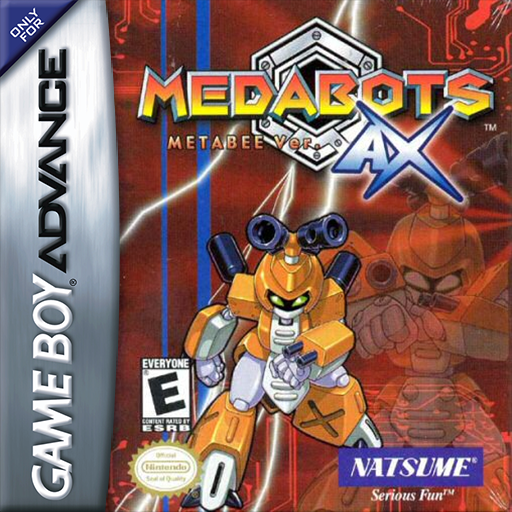 ONLY
FOR
GAME BOY ADVANCE
MEDABOTS
TM
METABEE Ver.
AX
EVERYONE
E
CONTENT RATED BY
ESRB
Official
Nintendo
Seal of Quality
NATSUME®
Serious Fun™